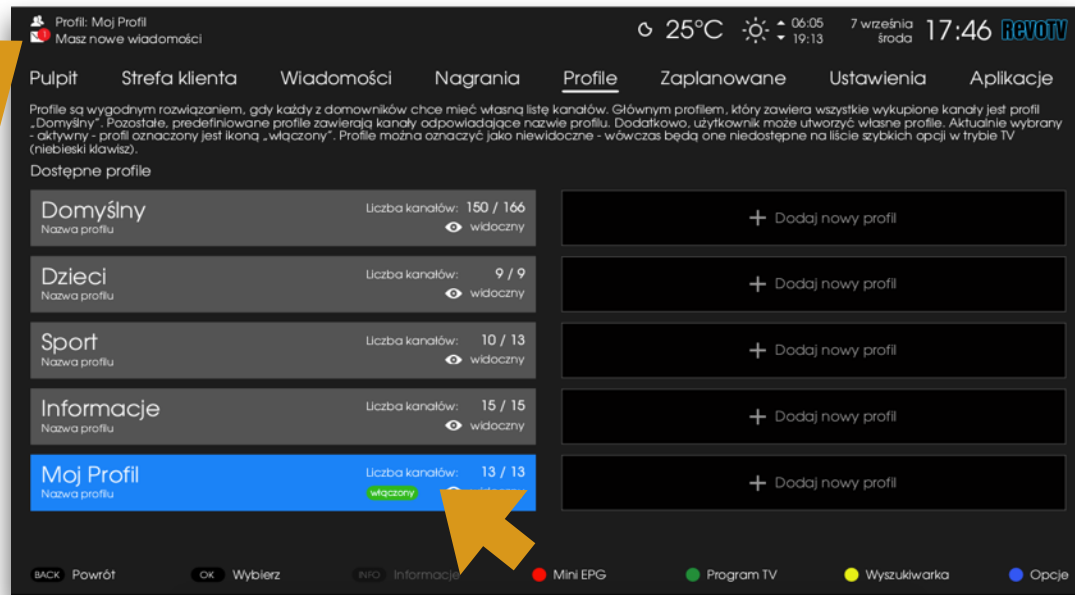 Profil: Moj Profil
1
Masz nowe wiadomości
25°C
06:05
19:13
7 września
środa
17:46
REVOTV
Pulpit Strefa klienta Wiadomości Nagrania Profile Zaplanowane Ustawienia Aplikacje
Profile są wygodnym rozwiązaniem, gdy każdy z domowników chce mieć własną listę kanałów. Głównym profilem, który zawiera wszystkie wykupione kanały jest profil
„Domyślny". Pozostałe, predefiniowane profile zawierają kanały odpowiadające nazwie profilu. Dodatkowo, użytkownik może utworzyć własne profile. Aktualnie wybrany
- aktywny - profil oznaczony jest ikoną „włączony". Profile można oznaczyć jako niewidoczne - wówczas będą one niedostępne na liście szybkich opcji w trybie TV
(niebieski klawisz).
Dostępne profile
Domyślny Liczba kanałów: 150 / 166
Nazwa profilu widoczny
+ Dodaj nowy profil
Dzieci Liczba kanałów: 9 / 9
Nazwa profilu widoczny
+ Dodaj nowy profil
Sport Liczba kanałów: 10 / 13
Nazwa profilu widoczny
+ Dodaj nowy profil
Informacje Liczba kanałów: 15 / 15
Nazwa profilu widoczny
+ Dodaj nowy profil
Moj Profil Liczba kanałów: 13 / 13
Nazwa profilu włączony
+ Dodaj nowy profil
BACK Powrót OK Wybierz INFO Informacje Mini EPG Program TV Wyszukiwarka Opcje